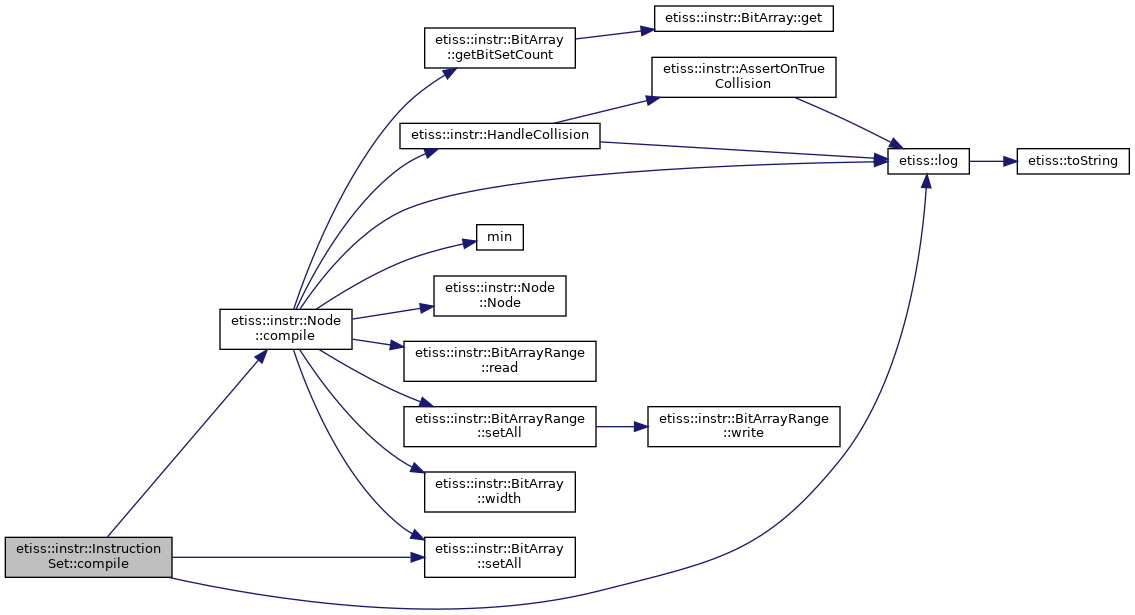 etiss::instr::BitArray::get
etiss::instr::BitArray
::getBitSetCount
etiss::instr::AssertOnTrue
Collision
etiss::instr::HandleCollision
etiss::log
etiss::toString
min
etiss::instr::Node
::Node
etiss::instr::Node
::compile
etiss::instr::BitArrayRange
::read
etiss::instr::BitArrayRange
::setAll
etiss::instr::BitArrayRange
::write
etiss::instr::BitArray
::width
etiss::instr::Instruction
Set::compile
etiss::instr::BitArray
::setAll